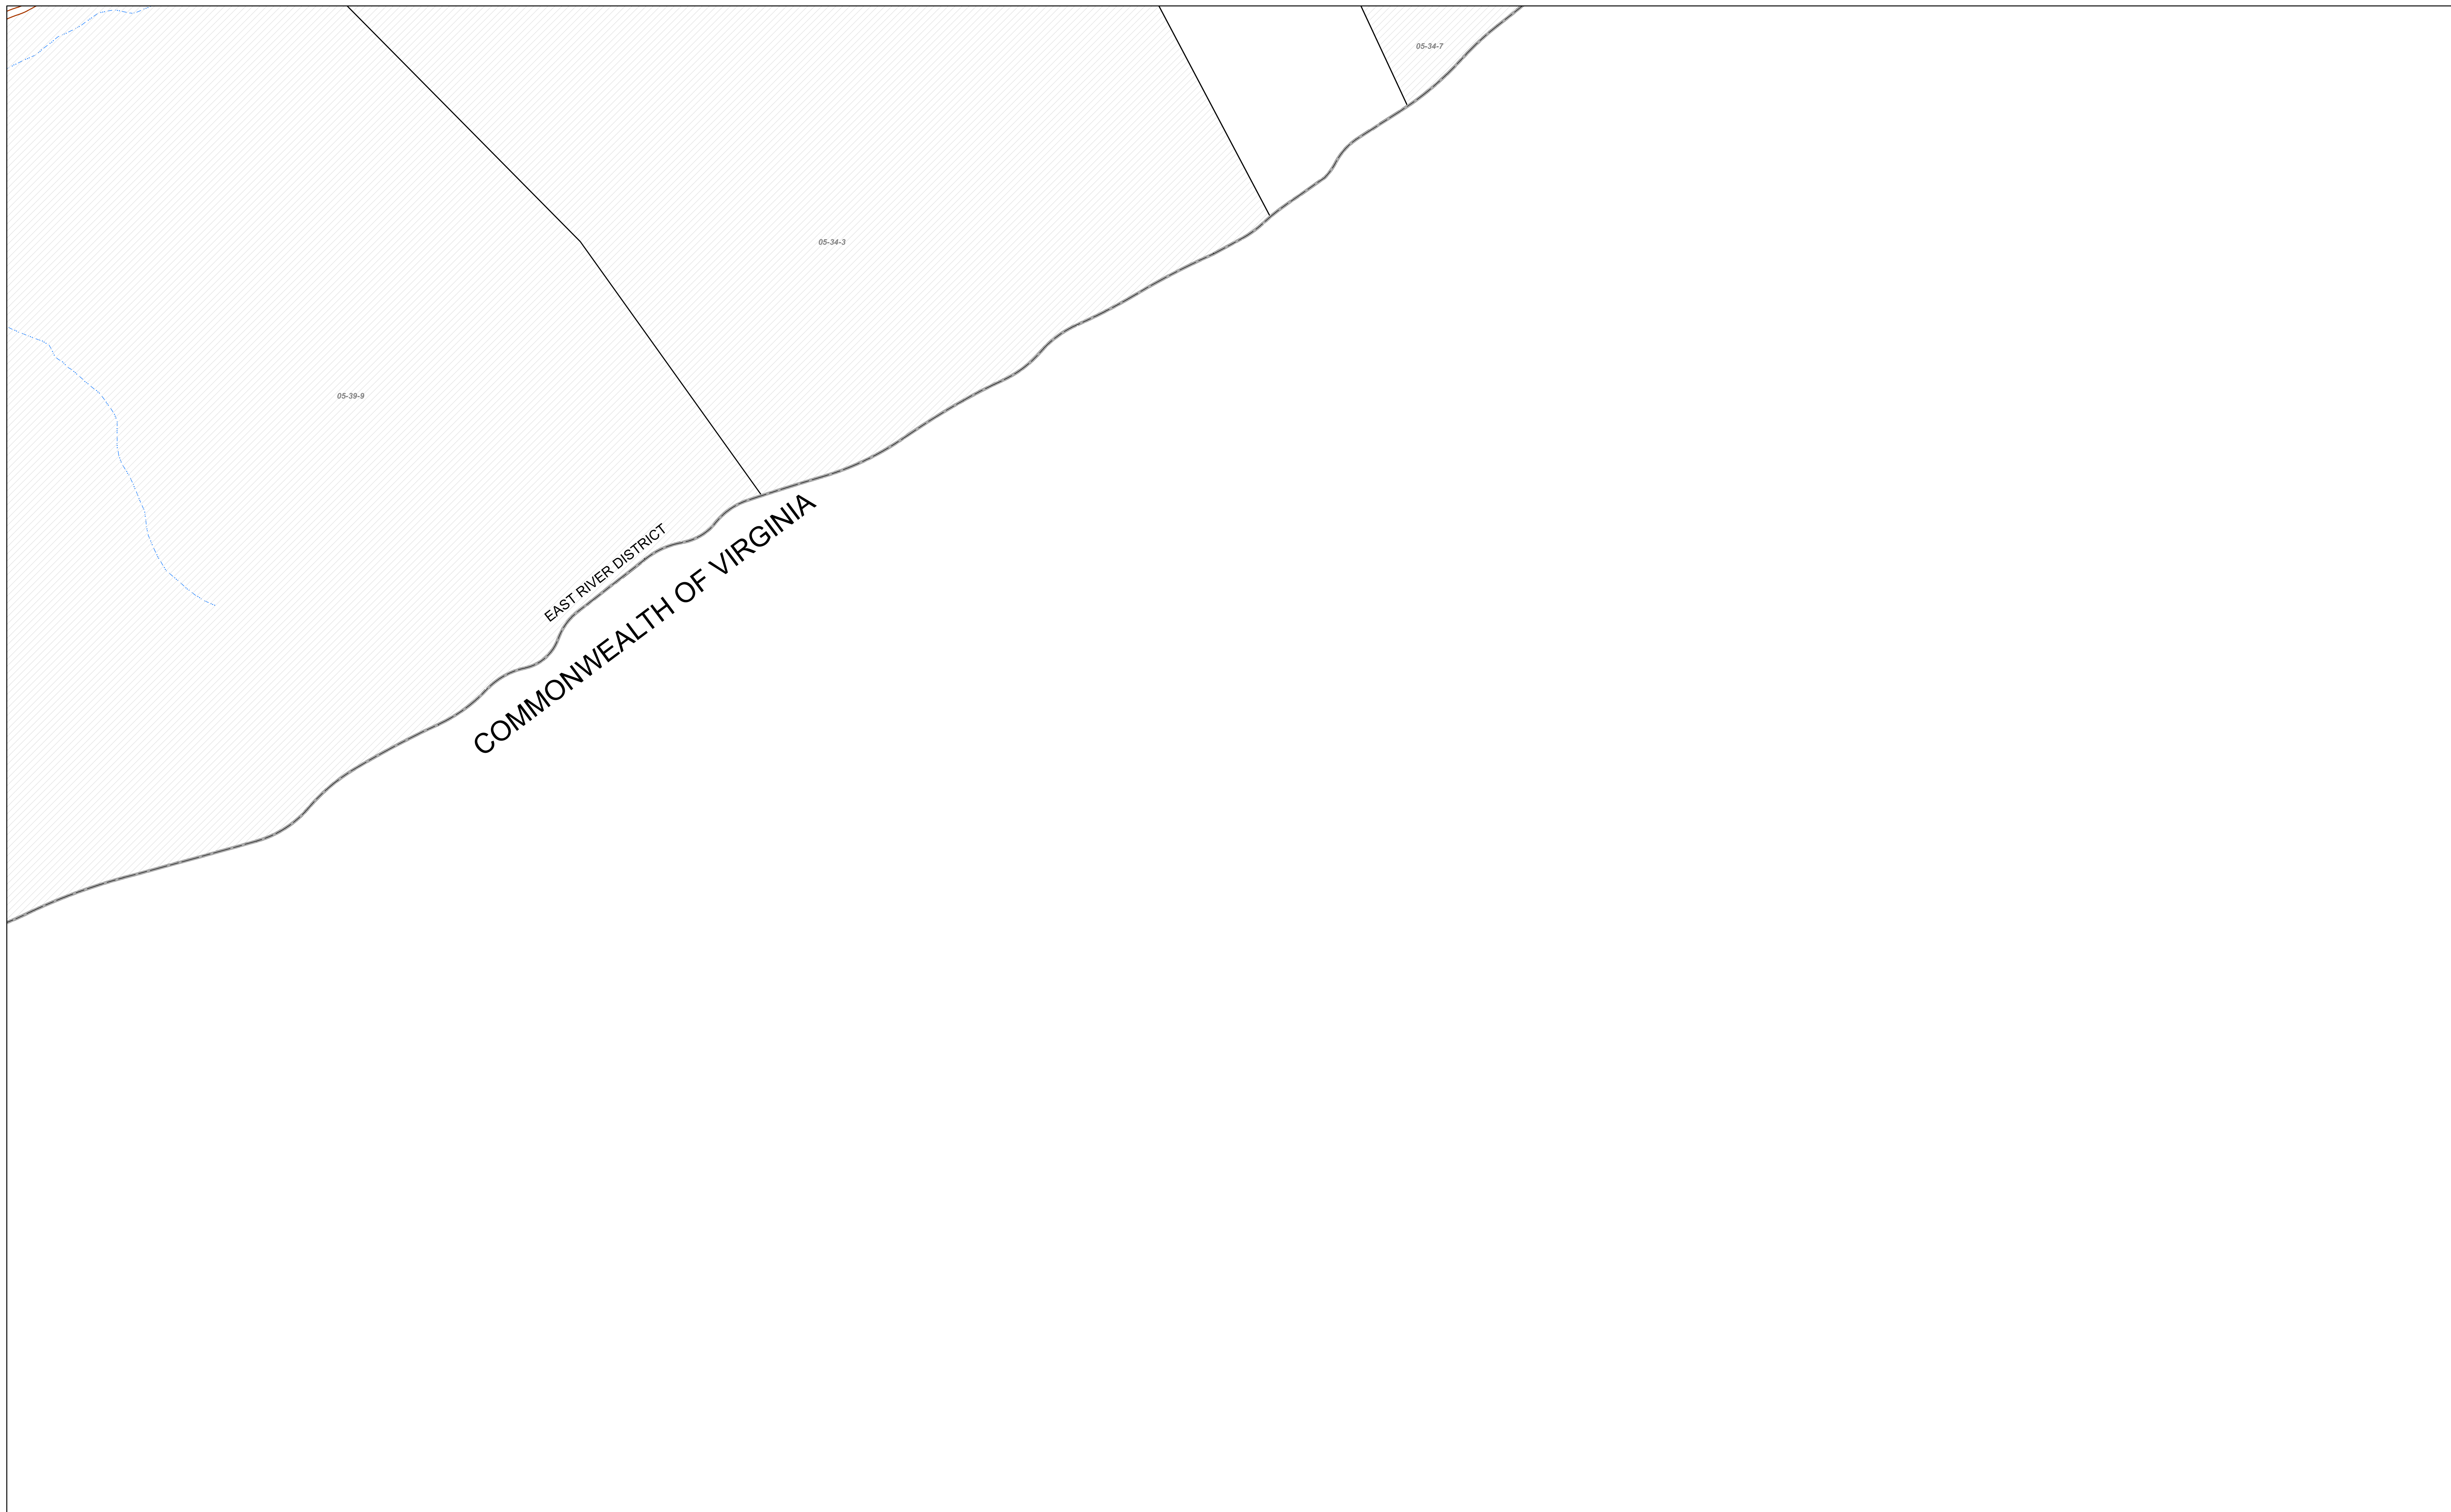 05-34-7
05-34-3
05-39-9
EAST RIVER DISTRICT
COMMONWEALTH OF VIRGINIA